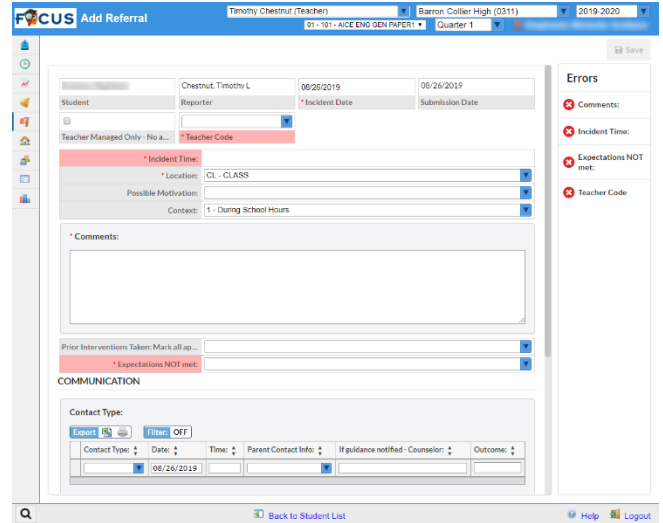 FOCUS Add Referral
Timothy Chestnut (Teacher) Barron Collier High (0311) 2019-2020
01 - 101 - AICE ENG GEN PAPER1 Quarter 1
Save
Chestnut, Timothy L 08/26/2019 08/26/2019
Student Reporter * Incident Date Submission Date
Teacher Managed Only - No a... * Teacher Code
* Incident Time:
* Location: CL - CLASS
Possible Motivation:
Context: 1 - During School Hours
* Comments:
Prior Interventions Taken: Mark all ap...
* Expectations NOT met:
COMMUNICATION
Contact Type:
Export Filter: OFF
Contact Type: Date: Time: Parent Contact Info: If guidance notified - Counselor: Outcome:
08/26/2019
Errors
Comments:
Incident Time:
Expectations NOT
met:
Teacher Code
Back to Student List Help Logout